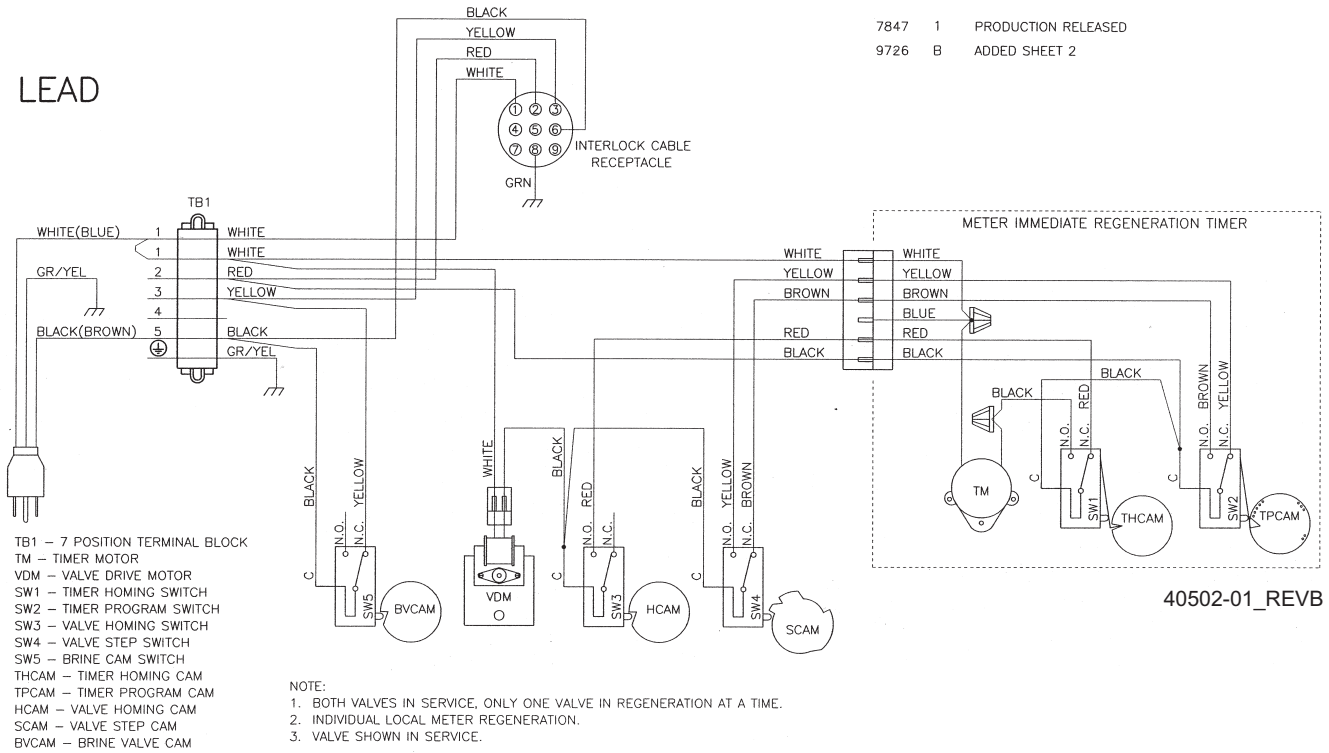 BLACK
YELLOW
RED
WHITE
7847 1 PRODUCTION RELEASED
9726 B ADDED SHEET 2
LEAD
1 2 3
4 5 6
7 8 9
INTERLOCK CABLE
RECEPTACLE
GRN
TB1
WHITE(BLUE) 1 WHITE
1 WHITE
GR/YEL 2 RED
3 YELLOW
4
BLACK(BROWN) 5 BLACK
GR/YEL
METER IMMEDIATE REGENERATION TIMER
WHITE WHITE
YELLOW YELLOW
BROWN BROWN
BLUE
RED RED
BLACK BLACK
BLACK
BLACK
RED
BROWN
YELLOW
N.O.
N.C.
N.O.
N.C.
C
C
TM
SW1
THCAM
SW2
TPCAM
BLACK
YELLOW
WHITE
BLACK
RED
BLACK
YELLOW
BROWN
N.O.
N.C.
N.O.
N.C.
N.O.
N.C.
C
C
C
SW5
BVCAM
VDM
SW3
HCAM
SW4
SCAM
40502-01_REVB
TB1 – 7 POSITION TERMINAL BLOCK
TM – TIMER MOTOR
VDM – VALVE DRIVE MOTOR
SW1 – TIMER HOMING SWITCH
SW2 – TIMER PROGRAM SWITCH
SW3 – VALVE HOMING SWITCH
SW4 – VALVE STEP SWITCH
SW5 – BRINE CAM SWITCH
THCAM – TIMER HOMING CAM
TPCAM – TIMER PROGRAM CAM
HCAM – VALVE HOMING CAM
SCAM – VALVE STEP CAM
BVCAM – BRINE VALVE CAM
NOTE:
1. BOTH VALVES IN SERVICE, ONLY ONE VALVE IN REGENERATION AT A TIME.
2. INDIVIDUAL LOCAL METER REGENERATION.
3. VALVE SHOWN IN SERVICE.